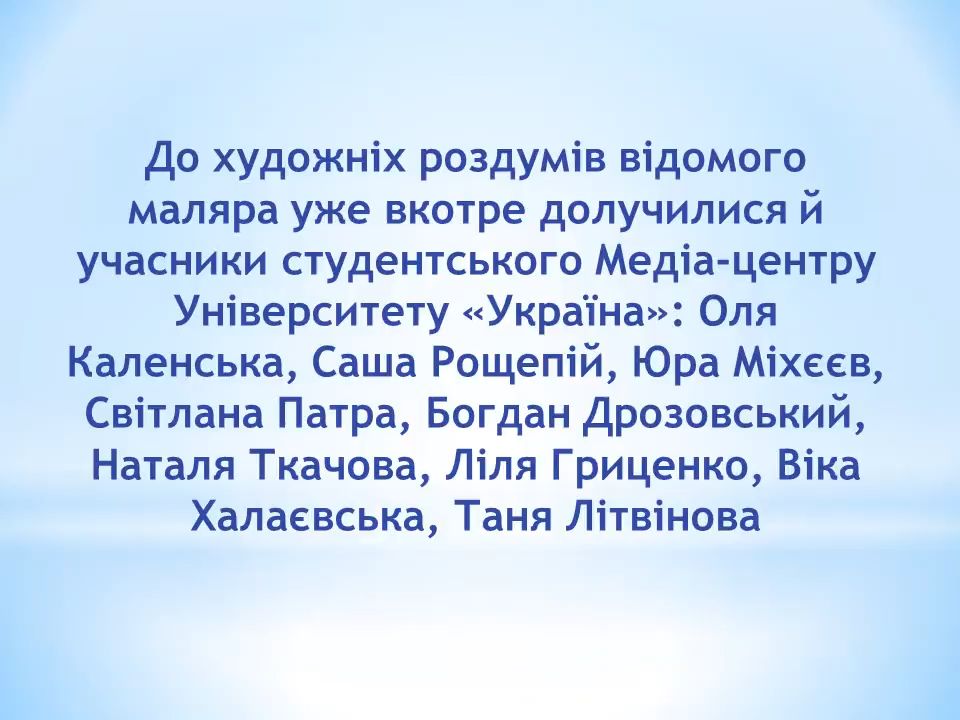 До художніх роздумів відомого
маляра уже вкотре долучилися й
учасники студентського Медіа-центру
Університету «Україна»: Оля
Каленська, Саша Рощепій, Юра Міхєєв,
Світлана Патра, Богдан Дрозовський,
Наталя Ткачова, Ліля Гриценко, Віка
Халаєвська, Таня Літвінова